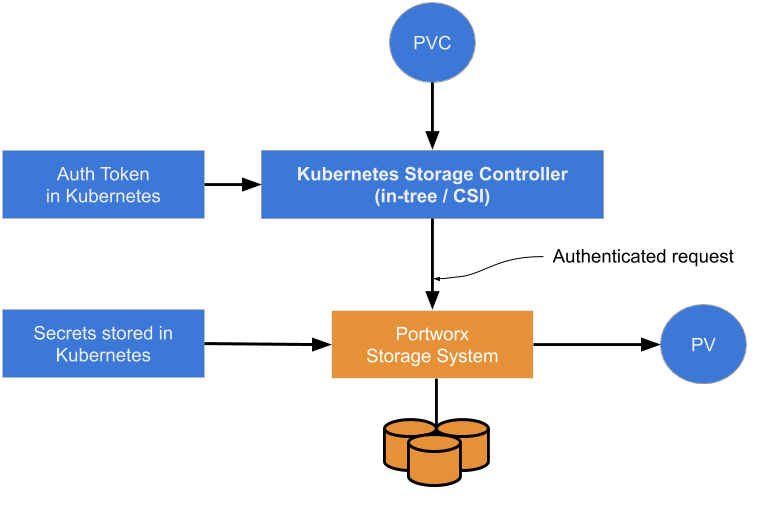 PVC
Auth Token
in Kubernetes
Kubernetes Storage Controller
(in-tree / CSI)
Authenticated request
Secrets stored in
Kubernetes
Portworx
Storage System
PV